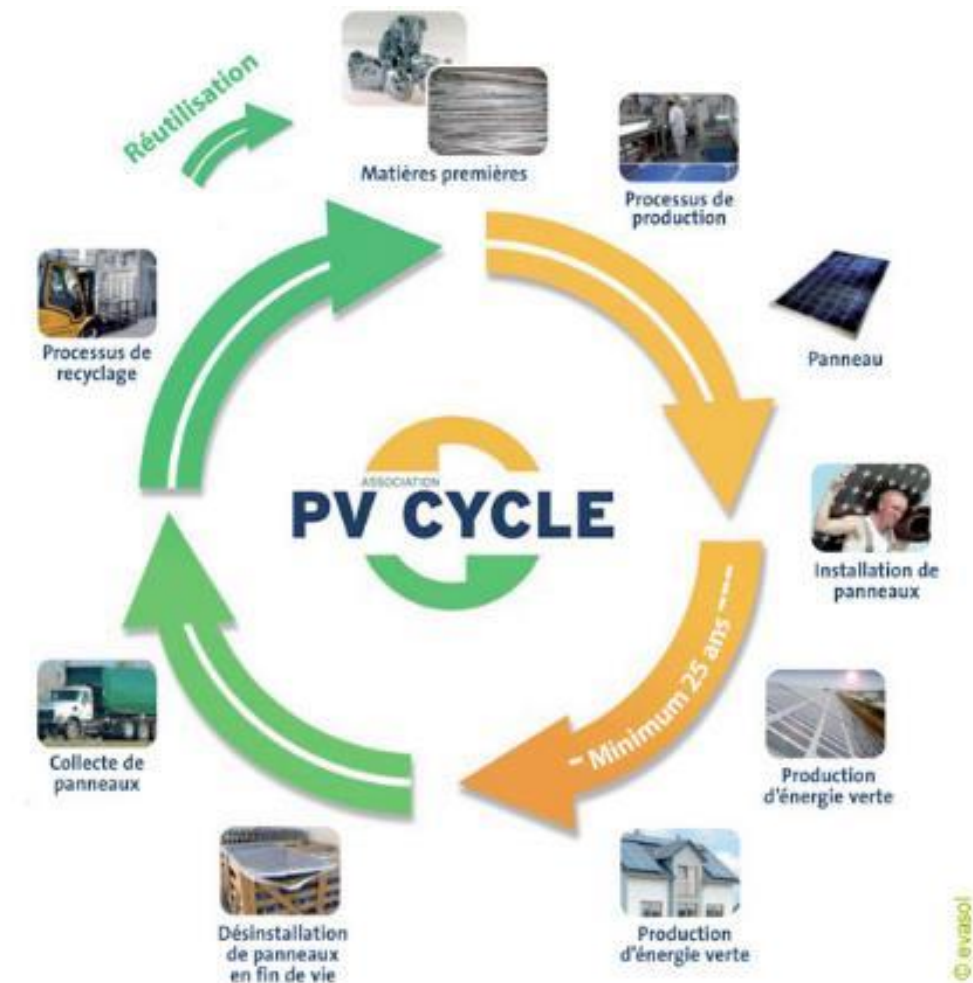 Réutilisation
Matières premières
Processus de
production
Panneau
Installation de
panneaux
Minimum 25 ans
Production
d'énergie verte
Production
d'énergie verte
Désinstallation
de panneaux
en fin de vie
Collecte de
panneaux
Processus de
recyclage
ASSOCIATION
PV CYCLE
© evasol